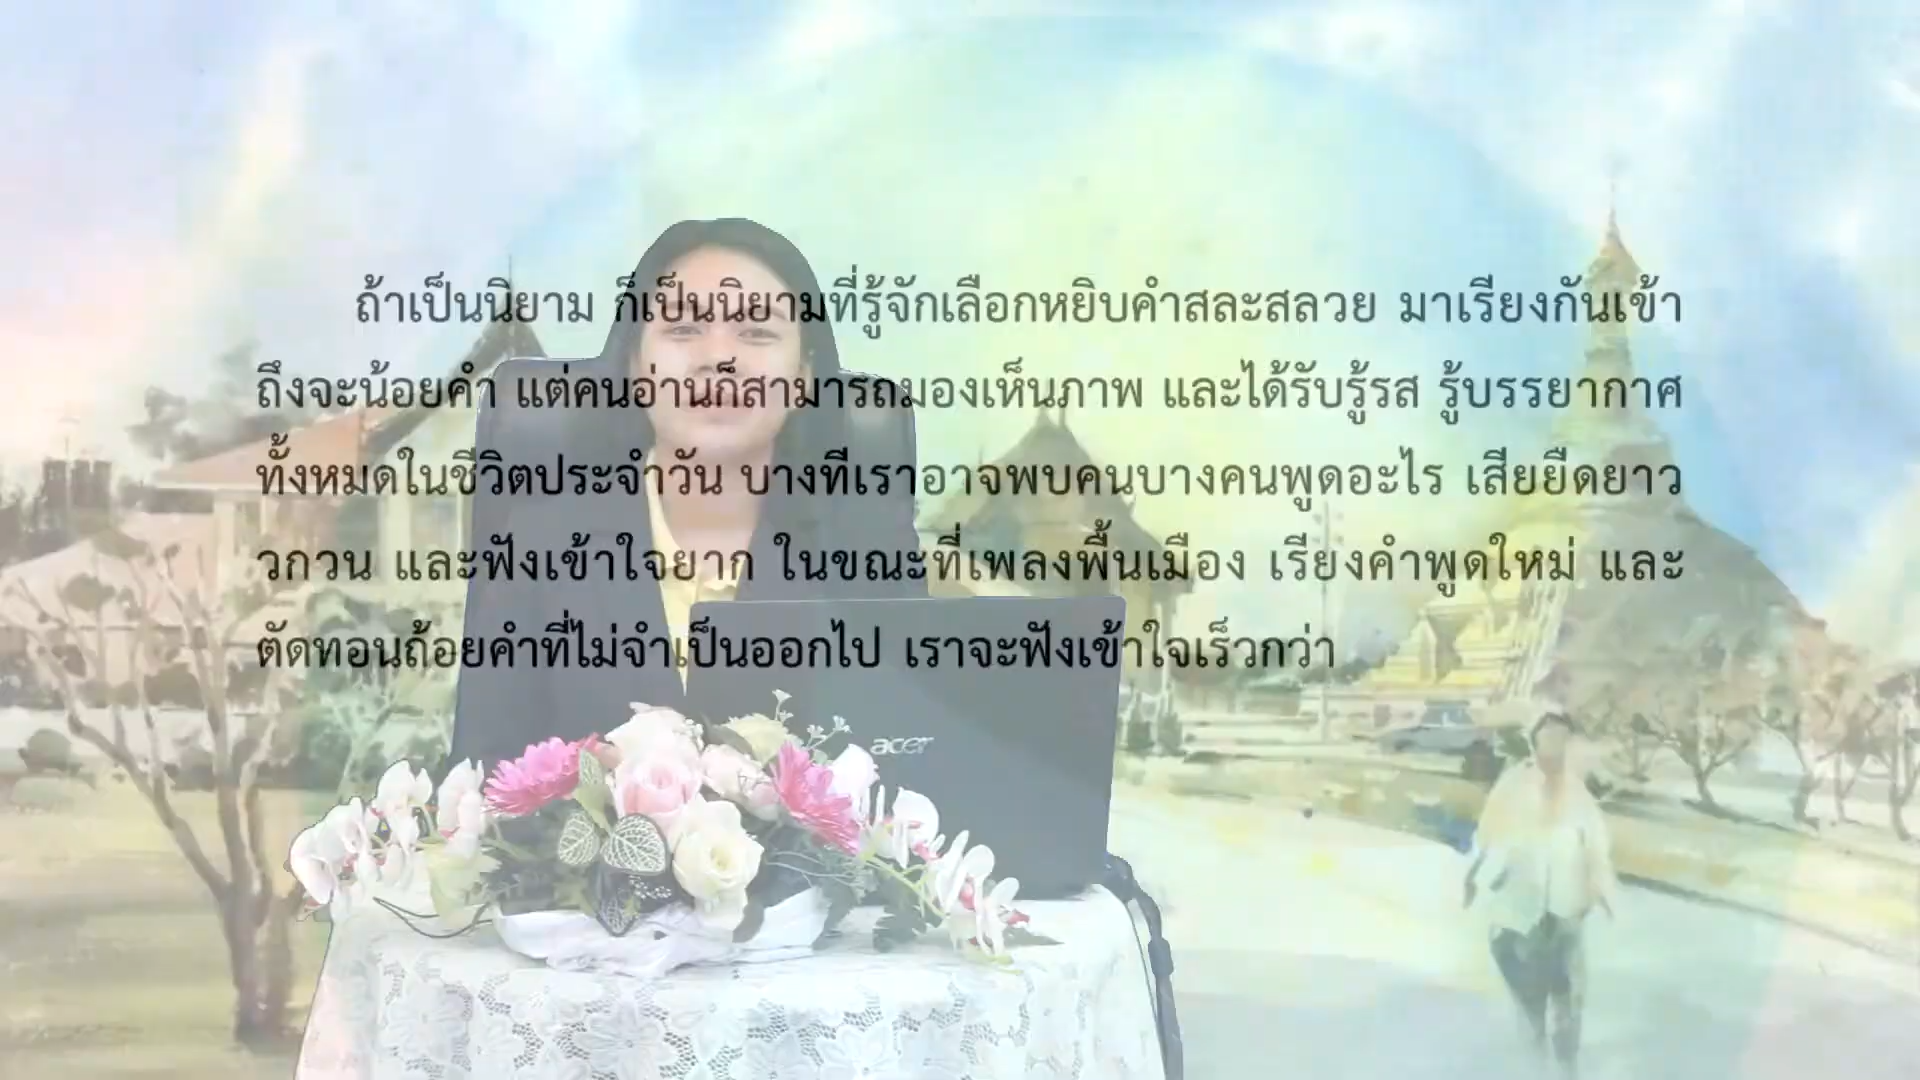 ถ้าเป็นนิยาม ก็เป็นนิยามที่รู้จักเลือกหยิบคำสละสลวย มาเรียงกันเข้า
ถึงจะน้อยคำ แต่คนอ่านก็สามารถมองเห็นภาพ และได้รับรู้รส รู้บรรยากาศ
ทั้งหมดในชีวิตประจำวัน บางทีเราอาจพบคนบางคนพูดอะไร เสียยืดยาว
วกวน และฟังเข้าใจยาก ในขณะที่เพลงพื้นเมือง เรียงคำพูดใหม่ และ
ตัดทอนถ้อยคำที่ไม่จำเป็นออกไป เราจะฟังเข้าใจเร็วกว่า
acer